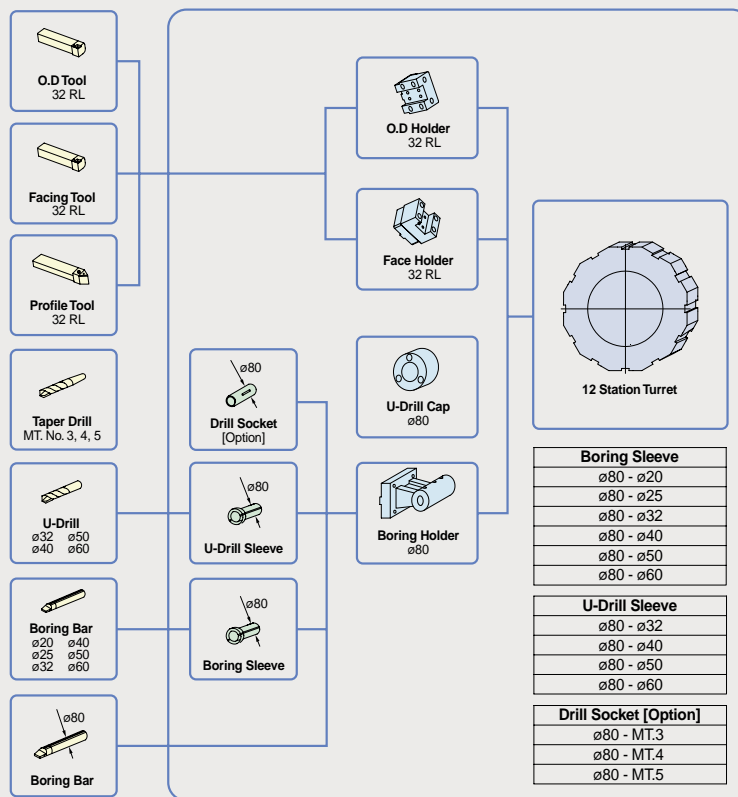 O.D Tool
32 RL
Facing Tool
32 RL
Profile Tool
32 RL
Taper Drill
MT. No. 3, 4, 5
U-Drill
ø32 ø50
ø40 ø60
Boring Bar
ø20 ø40
ø25 ø50
ø32 ø60
ø80
Boring Bar
ø80
Drill Socket
[Option]
ø80
U-Drill Sleeve
ø80
Boring Sleeve
O.D Holder
32 RL
Face Holder
32 RL
U-Drill Cap
ø80
Boring Holder
ø80
12 Station Turret
Boring Sleeve
ø80 - ø20
ø80 - ø25
ø80 - ø32
ø80 - ø40
ø80 - ø50
ø80 - ø60
U-Drill Sleeve
ø80 - ø32
ø80 - ø40
ø80 - ø50
ø80 - ø60
Drill Socket [Option]
ø80 - MT.3
ø80 - MT.4
ø80 - MT.5